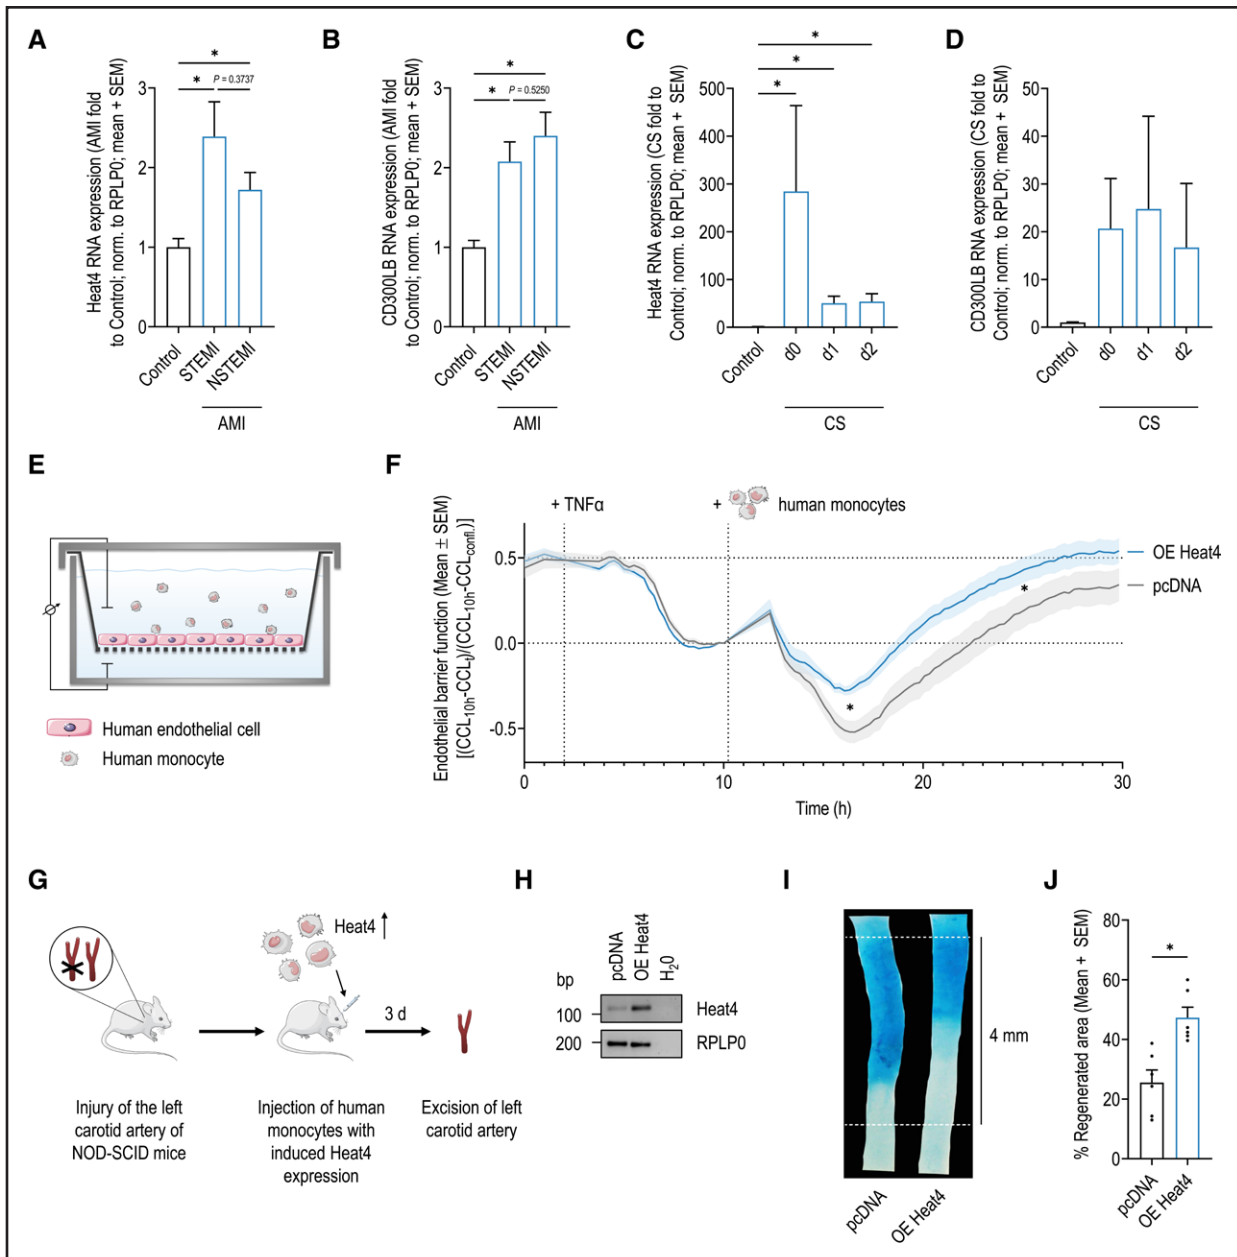 A
Heat4 RNA expression (AMI fold
to Control; norm. to RPLP0; mean + SEM)
3
2
1
0
*
*
P = 0.3737
Control
STEMI
NSTEMI
AMI
B
CD300LB RNA expression (AMI fold
to Control; norm. to RPLP0; mean + SEM)
3
2
1
0
*
*
P = 0.5250
Control
STEMI
NSTEMI
AMI
C
Heat4 RNA expression (CS fold to
Control; norm. to RPLP0; mean + SEM)
500
400
300
200
100
0
*
*
*
Control
d0
d1
d2
CS
D
CD300LB RNA expression (CS fold to
Control; norm. to RPLP0; mean + SEM)
50
40
30
20
10
0
Control
d0
d1
d2
CS
E
Human endothelial cell
Human monocyte
F
Endothelial barrier function (Mean ± SEM)
[(CCL10h-CCLt)/(CCL10h-CCLconfl.)]
+ TNFα
+ human monocytes
0.5
0.0
-0.5
*
*
OE Heat4
pcDNA
0
10
20
30
Time (h)
G
Heat4
3 d
Injury of the left
carotid artery of
NOD-SCID mice
Injection of human
monocytes with
induced Heat4
expression
Excision of left
carotid artery
H
bp
pcDNA
OE Heat4
H20
100
Heat4
200
RPLP0
I
4 mm
pcDNA
OE Heat4
J
% Regenerated area (Mean + SEM)
80
60
40
20
0
*
pcDNA
OE Heat4